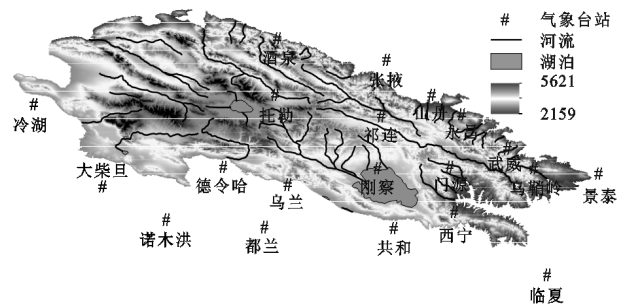 # 气象台站
河流
湖泊
5621
2159
#
酒泉
#
张掖
#
冷湖
#
托勒
#
山丹
#
永昌
#
祁连
#
武威
#
乌鞘岭
#
景泰
大柴旦
#
#
德令哈
#
乌兰
#
刚察
#
门源
#
诺木洪
#
都兰
#
共和
#
西宁
#
临夏